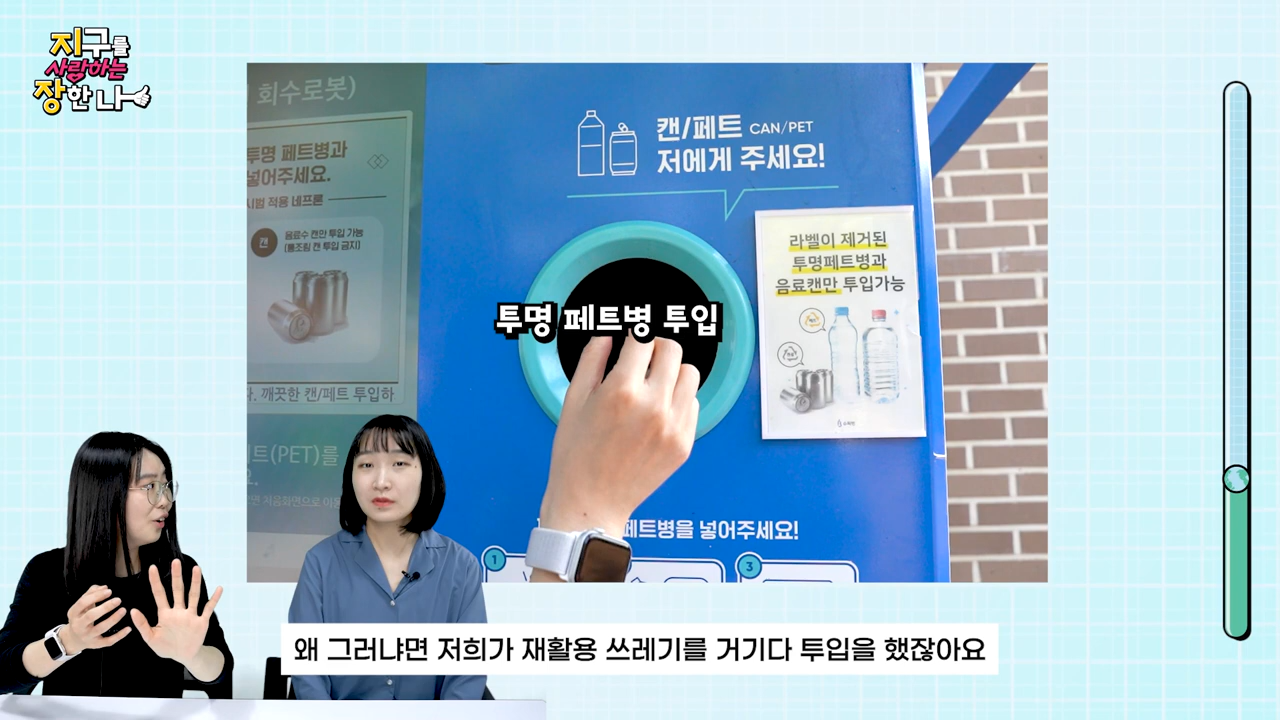 지구를
사랑하는
장한 나
회수로봇)
투명 페트병과
넣어주세요.
시범 적용 네프론
캔
음료수 캔만 투입 가능
(통조림 캔 투입 금지)
깨끗한 캔/페트 투입하
트(PET)를
캔/페트 CAN/PET
저에게 주세요!
라벨이 제거된
투명페트병과
음료캔만 투입가능
투명 페트병 투입
페트병을 넣어주세요!
1
3
왜 그러냐면 저희가 재활용 쓰레기를 거기다 투입을 했잖아요